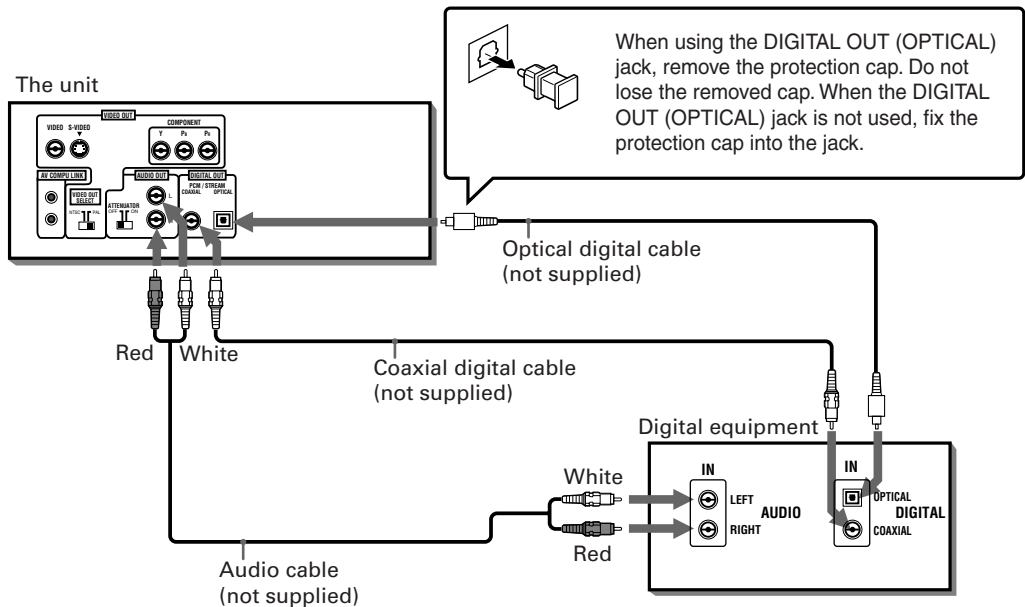 When using the DIGITAL OUT (OPTICAL)
jack, remove the protection cap. Do not
lose the removed cap. When the DIGITAL
OUT (OPTICAL) jack is not used, fix the
protection cap into the jack.
The unit
VIDEO OUT
VIDEO S-VIDEO
COMPONENT
Y PB PR
AV COMPU LINK
VIDEO OUT
SELECT
NTSC PAL
AUDIO OUT
L
ATTENUATOR
OFF ON
DIGITAL OUT
PCM / STREAM
COAXIAL OPTICAL
Optical digital cable
(not supplied)
Red White
Coaxial digital cable
(not supplied)
Digital equipment
White
Red
IN
LEFT
AUDIO
RIGHT
IN
OPTICAL
DIGITAL
COAXIAL
Audio cable
(not supplied)